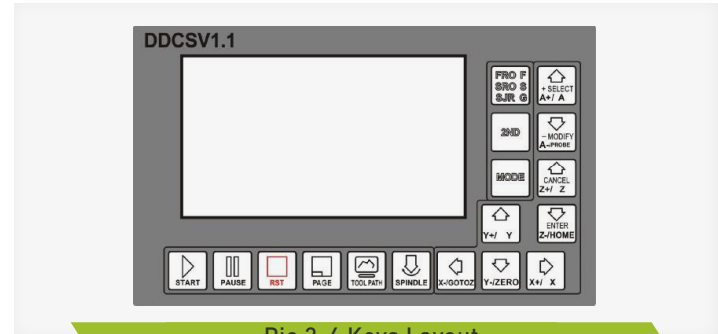 DDCSV1.1
FRO F
SRO S
SJR G
+ SELECT
A+/ A
2ND
- MODIFY
A-PROBE
MODE
CANCEL
Z+/ Z
Y+/ Y
ENTER
Z-/HOME
START
PAUSE
RST
PAGE
TOOL PATH
SPINDLE
X-/GOTOZ
Y-/ZERO
X+/ X